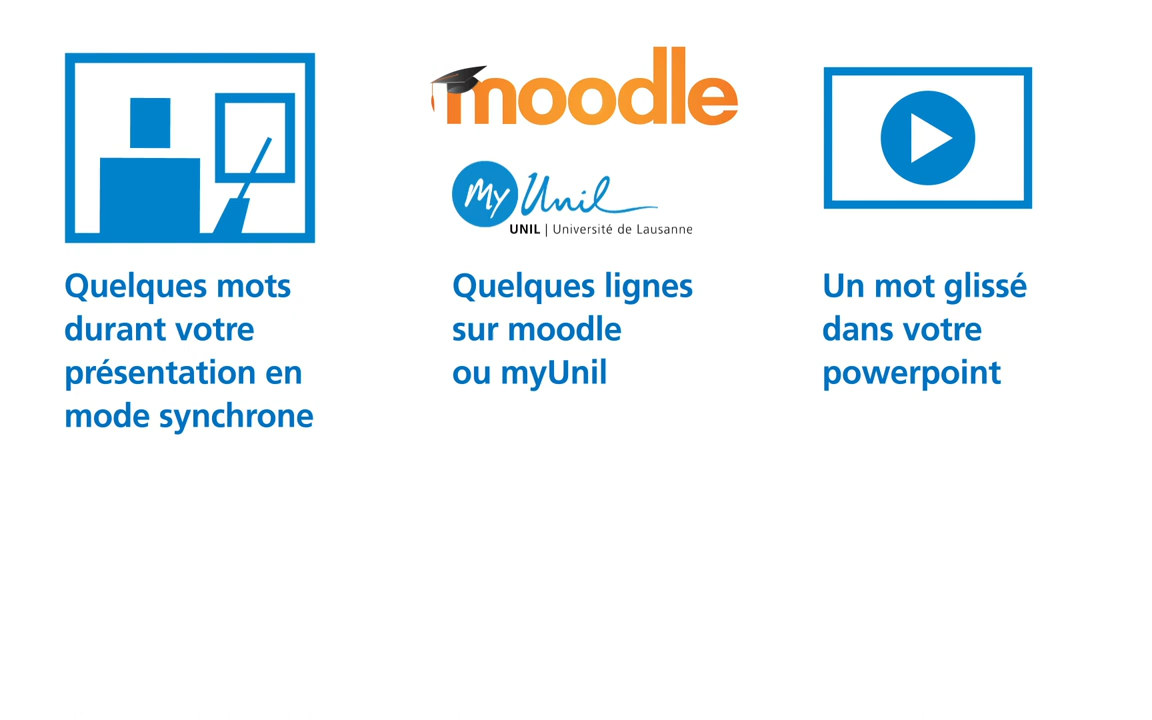 moodle
My Unil
UNIL | Université de Lausanne
Quelques mots
durant votre
présentation en
mode synchrone
Quelques lignes
sur moodle
ou myUnil
Un mot glissé
dans votre
powerpoint